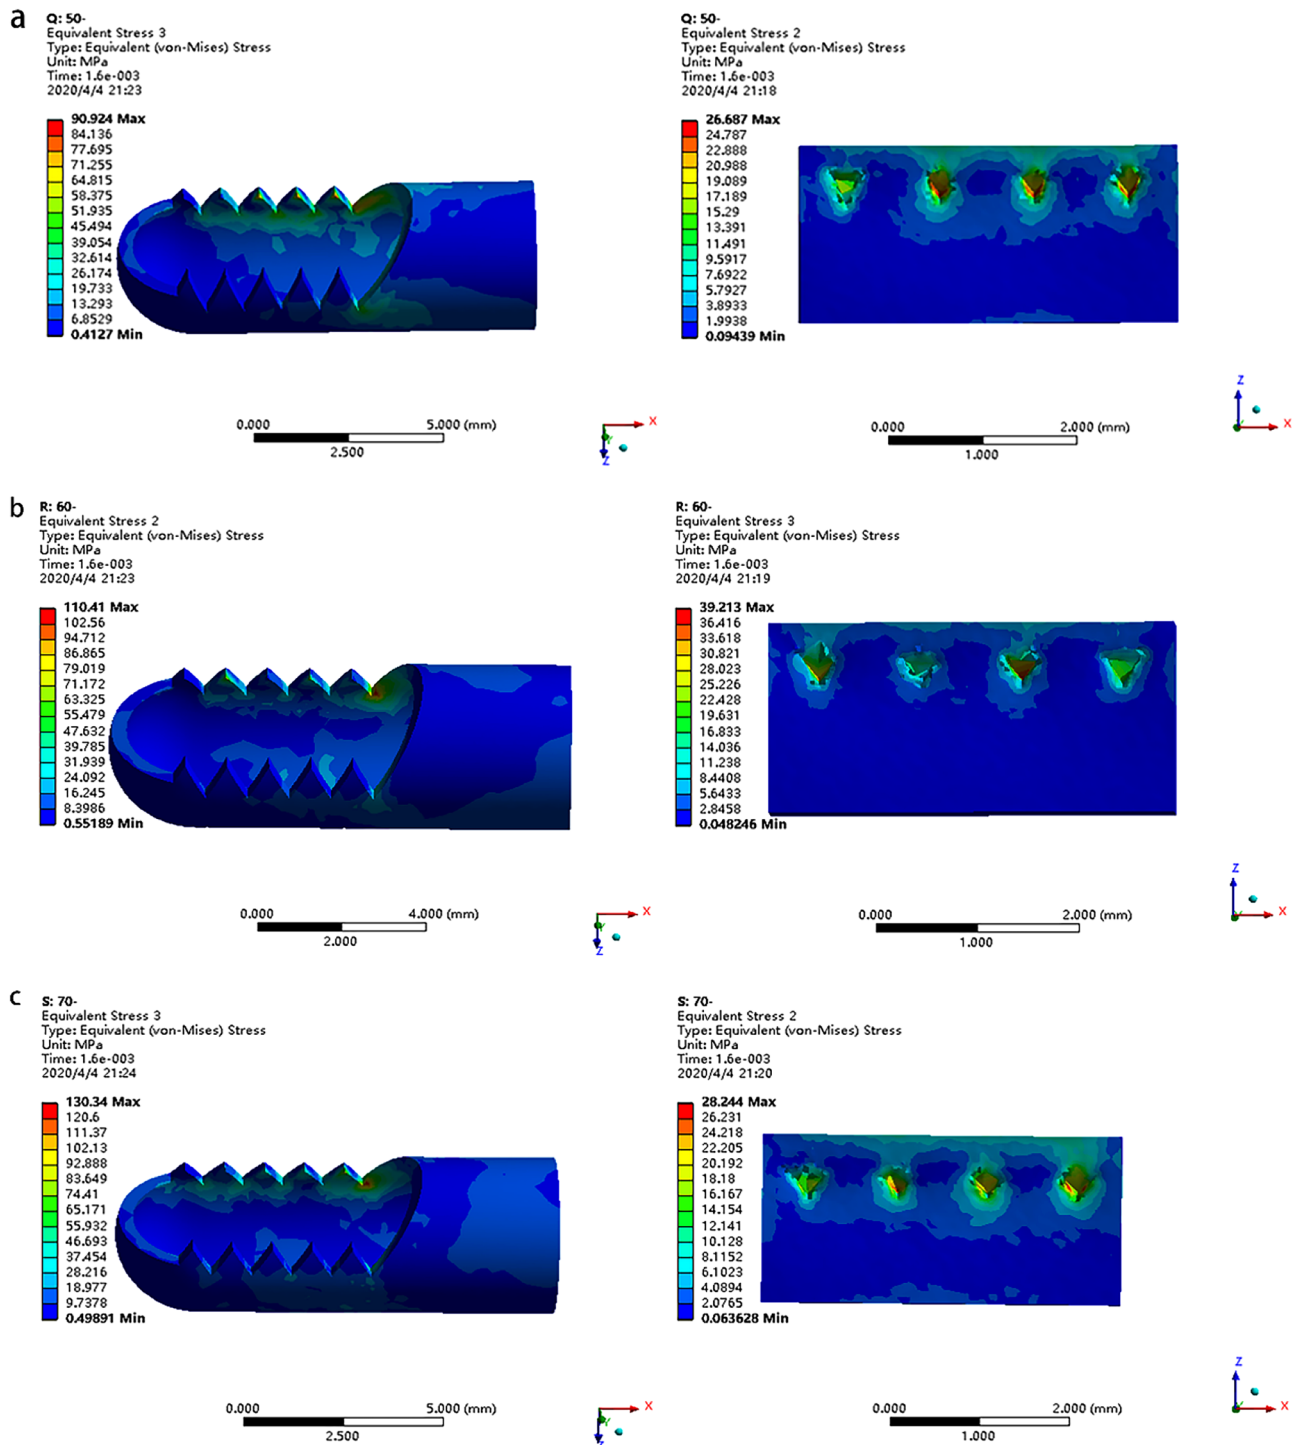 a
Q: 50-
Equivalent Stress 3
Type: Equivalent (von-Mises) Stress
Unit: MPa
Time: 1.6e-003
2020/4/4 21:23
90.924 Max
84.136
77.695
71.255
64.815
58.375
51.935
45.494
39.054
32.614
26.174
19.733
13.293
6.8529
0.4127 Min
0.000
5.000 (mm)
2.500
X
Y
Z
Q: 50-
Equivalent Stress 2
Type: Equivalent (von-Mises) Stress
Unit: MPa
Time: 1.6e-003
2020/4/4 21:18
26.687 Max
24.787
22.888
20.988
19.089
17.189
15.29
13.391
11.491
9.5917
7.6922
5.7927
3.8933
1.9938
0.09439 Min
0.000
2.000 (mm)
1.000
Z
X
b
R: 60-
Equivalent Stress 2
Type: Equivalent (von-Mises) Stress
Unit: MPa
Time: 1.6e-003
2020/4/4 21:23
110.41 Max
102.56
94.712
86.865
79.019
71.172
63.325
55.479
47.632
39.785
31.939
24.092
16.245
8.3986
0.55189 Min
0.000
4.000 (mm)
2.000
X
Y
Z
R: 60-
Equivalent Stress 3
Type: Equivalent (von-Mises) Stress
Unit: MPa
Time: 1.6e-003
2020/4/4 21:19
39.213 Max
36.416
33.618
30.821
28.023
25.226
22.428
19.631
16.833
14.036
11.238
8.4408
5.6433
2.8458
0.048246 Min
0.000
2.000 (mm)
1.000
Z
X
c
S: 70-
Equivalent Stress 3
Type: Equivalent (von-Mises) Stress
Unit: MPa
Time: 1.6e-003
2020/4/4 21:24
130.34 Max
120.6
111.37
102.13
92.888
83.649
74.41
65.171
55.932
46.693
37.454
28.216
18.977
9.7378
0.49891 Min
0.000
5.000 (mm)
2.500
X
Y
Z
S: 70-
Equivalent Stress 2
Type: Equivalent (von-Mises) Stress
Unit: MPa
Time: 1.6e-003
2020/4/4 21:20
28.244 Max
26.231
24.218
22.205
20.192
18.18
16.167
14.154
12.141
10.128
8.1152
6.1023
4.0894
2.0765
0.063628 Min
0.000
2.000 (mm)
1.000
Z
X